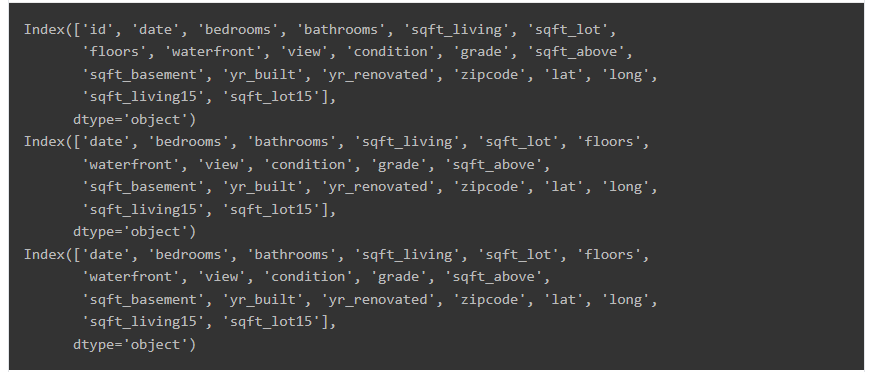 Index(['id', 'date', 'bedrooms', 'bathrooms', 'sqft_living', 'sqft_lot',
       'floors', 'waterfront', 'view', 'condition', 'grade', 'sqft_above',
       'sqft_basement', 'yr_built', 'yr_renovated', 'zipcode', 'lat', 'long',
       'sqft_living15', 'sqft_lot15'],
      dtype='object')
Index(['date', 'bedrooms', 'bathrooms', 'sqft_living', 'sqft_lot', 'floors',
       'waterfront', 'view', 'condition', 'grade', 'sqft_above',
       'sqft_basement', 'yr_built', 'yr_renovated', 'zipcode', 'lat', 'long',
       'sqft_living15', 'sqft_lot15'],
      dtype='object')
Index(['date', 'bedrooms', 'bathrooms', 'sqft_living', 'sqft_lot', 'floors',
       'waterfront', 'view', 'condition', 'grade', 'sqft_above',
       'sqft_basement', 'yr_built', 'yr_renovated', 'zipcode', 'lat', 'long',
       'sqft_living15', 'sqft_lot15'],
      dtype='object')